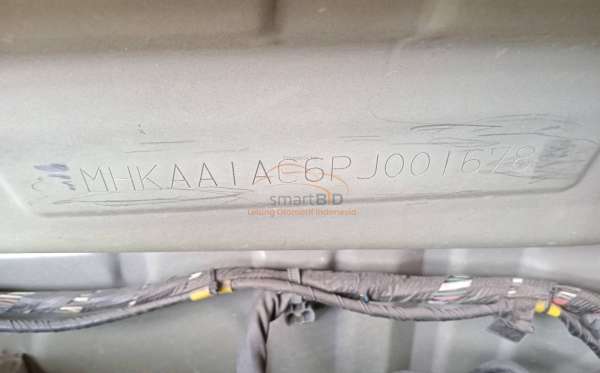 MHKAA1AC6PJ001678
smartBID
Lelang Otomotif Indonesia